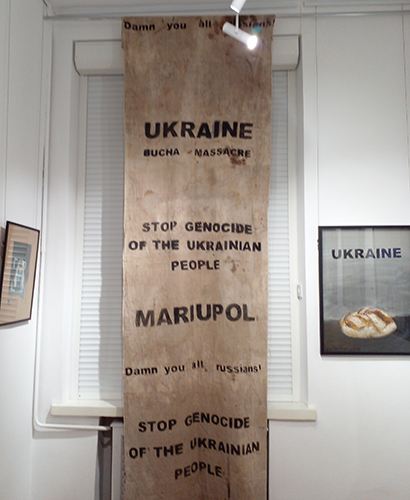 Damn you all russians!
UKRAINE
BUCHA - MASSACRE
STOP GENOCIDE
OF THE UKRAINIAN
PEOPLE
MARIUPOL
Damn you all, russians!
STOP GENOCIDE
OF THE UKRAINIAN
PEOPLE
UKRAINE